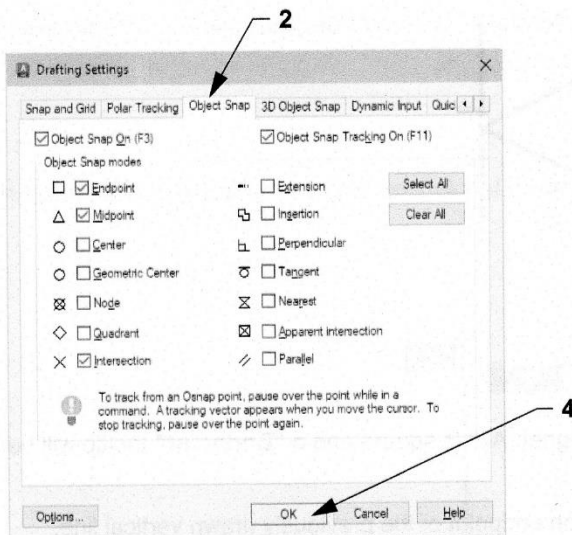 2
Drafting Settings
Snap and Grid Polar Tracking Object Snap 3D Object Snap Dynamic Input Quic
Object Snap On (F3) Object Snap Tracking On (F11)
Object Snap modes
Endpoint Extension Select All
Midpoint Insertion Clear All
Center Perpendicular
Geometric Center Tangent
Node Nearest
Quadrant Apparent intersection
Intersection Parallel
To track from an Osnap point, pause over the point while in a
command. A tracking vector appears when you move the cursor. To
stop tracking, pause over the point again.
4
Options... OK Cancel Help